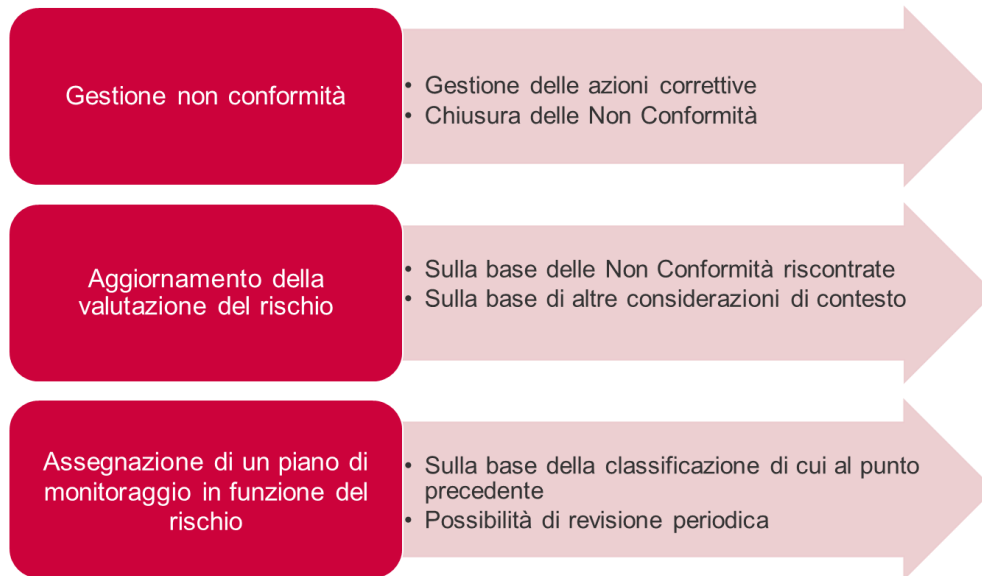 Gestione non conformità
• Gestione delle azioni correttive
• Chiusura delle Non Conformità
Aggiornamento della
valutazione del rischio
• Sulla base delle Non Conformità riscontrate
• Sulla base di altre considerazioni di contesto
Assegnazione di un piano di
monitoraggio in funzione del
rischio
• Sulla base della classificazione di cui al punto
precedente
• Possibilità di revisione periodica